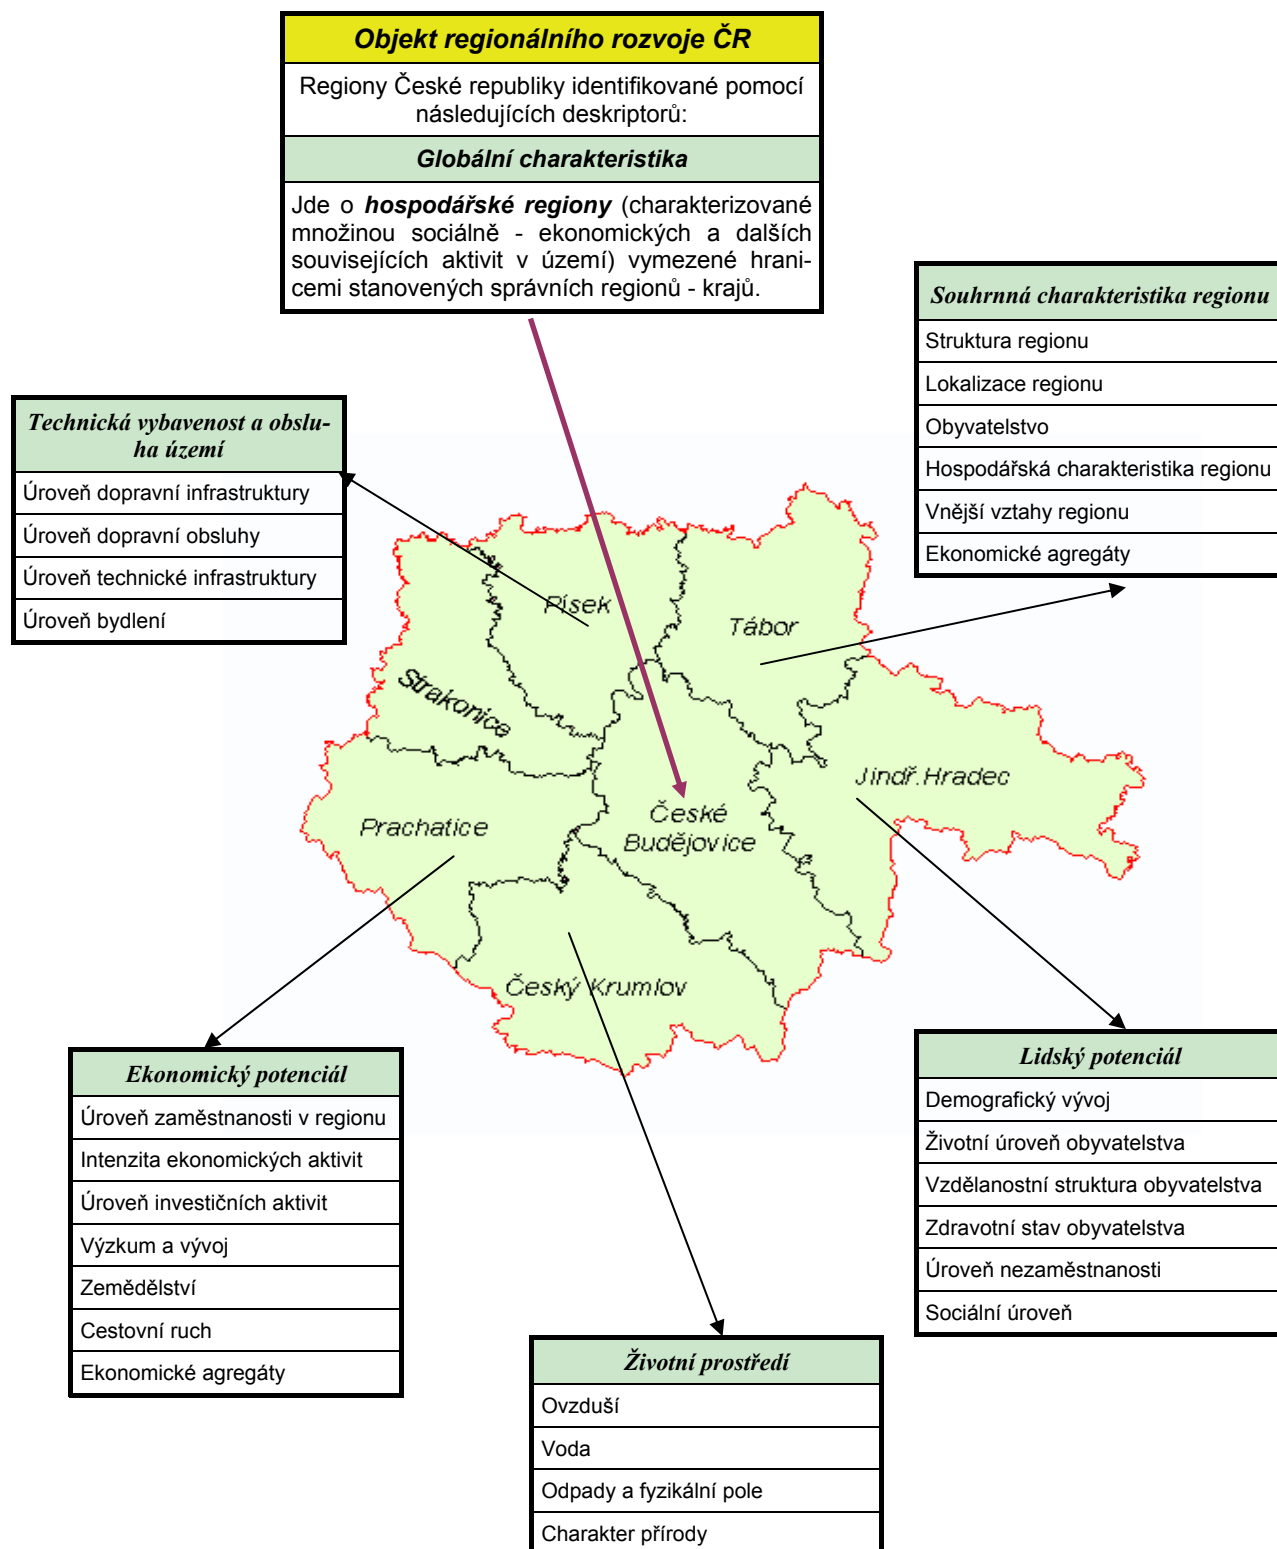 Objekt regionálního rozvoje ČR
Regiony České republiky identifikované pomocí
následujících deskriptorů:
Globální charakteristika
Jde o hospodářské regiony (charakterizované
množinou sociálně - ekonomických a dalších
souvisejících aktivit v území) vymezené hrani-
cemi stanovených správních regionů - krajů.
Souhrnná charakteristika regionu
Struktura regionu
Lokalizace regionu
Obyvatelstvo
Hospodářská charakteristika regionu
Vnější vztahy regionu
Ekonomické agregáty
Technická vybavenost a obslu-
ha území
Úroveň dopravní infrastruktury
Úroveň dopravní obsluhy
Úroveň technické infrastruktury
Úroveň bydlení
Písek
Tábor
Strakonice
Jindř.Hradec
Prachatice
České
Budějovice
Český Krumlov
Ekonomický potenciál
Úroveň zaměstnanosti v regionu
Intenzita ekonomických aktivit
Úroveň investičních aktivit
Výzkum a vývoj
Zemědělství
Cestovní ruch
Ekonomické agregáty
Lidský potenciál
Demografický vývoj
Životní úroveň obyvatelstva
Vzdělanostní struktura obyvatelstva
Zdravotní stav obyvatelstva
Úroveň nezaměstnanosti
Sociální úroveň
Životní prostředí
Ovzduší
Voda
Odpady a fyzikální pole
Charakter přírody